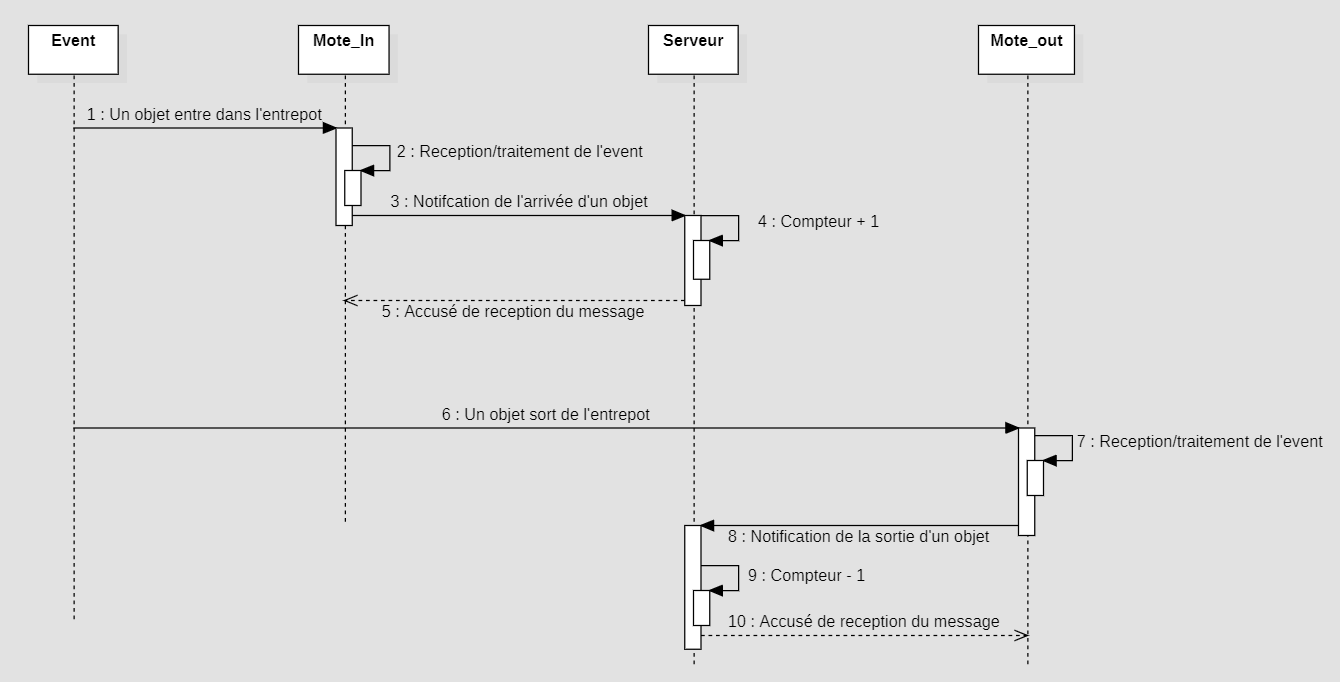 Event
Mote_In
Serveur
Mote_out
1 : Un objet entre dans l'entrepot
2 : Reception/traitement de l'event
3 : Notifcation de l'arrivée d'un objet
4 : Compteur + 1
5 : Accusé de reception du message
6 : Un objet sort de l'entrepot
7 : Reception/traitement de l'event
8 : Notification de la sortie d'un objet
9 : Compteur - 1
10 : Accusé de reception du message